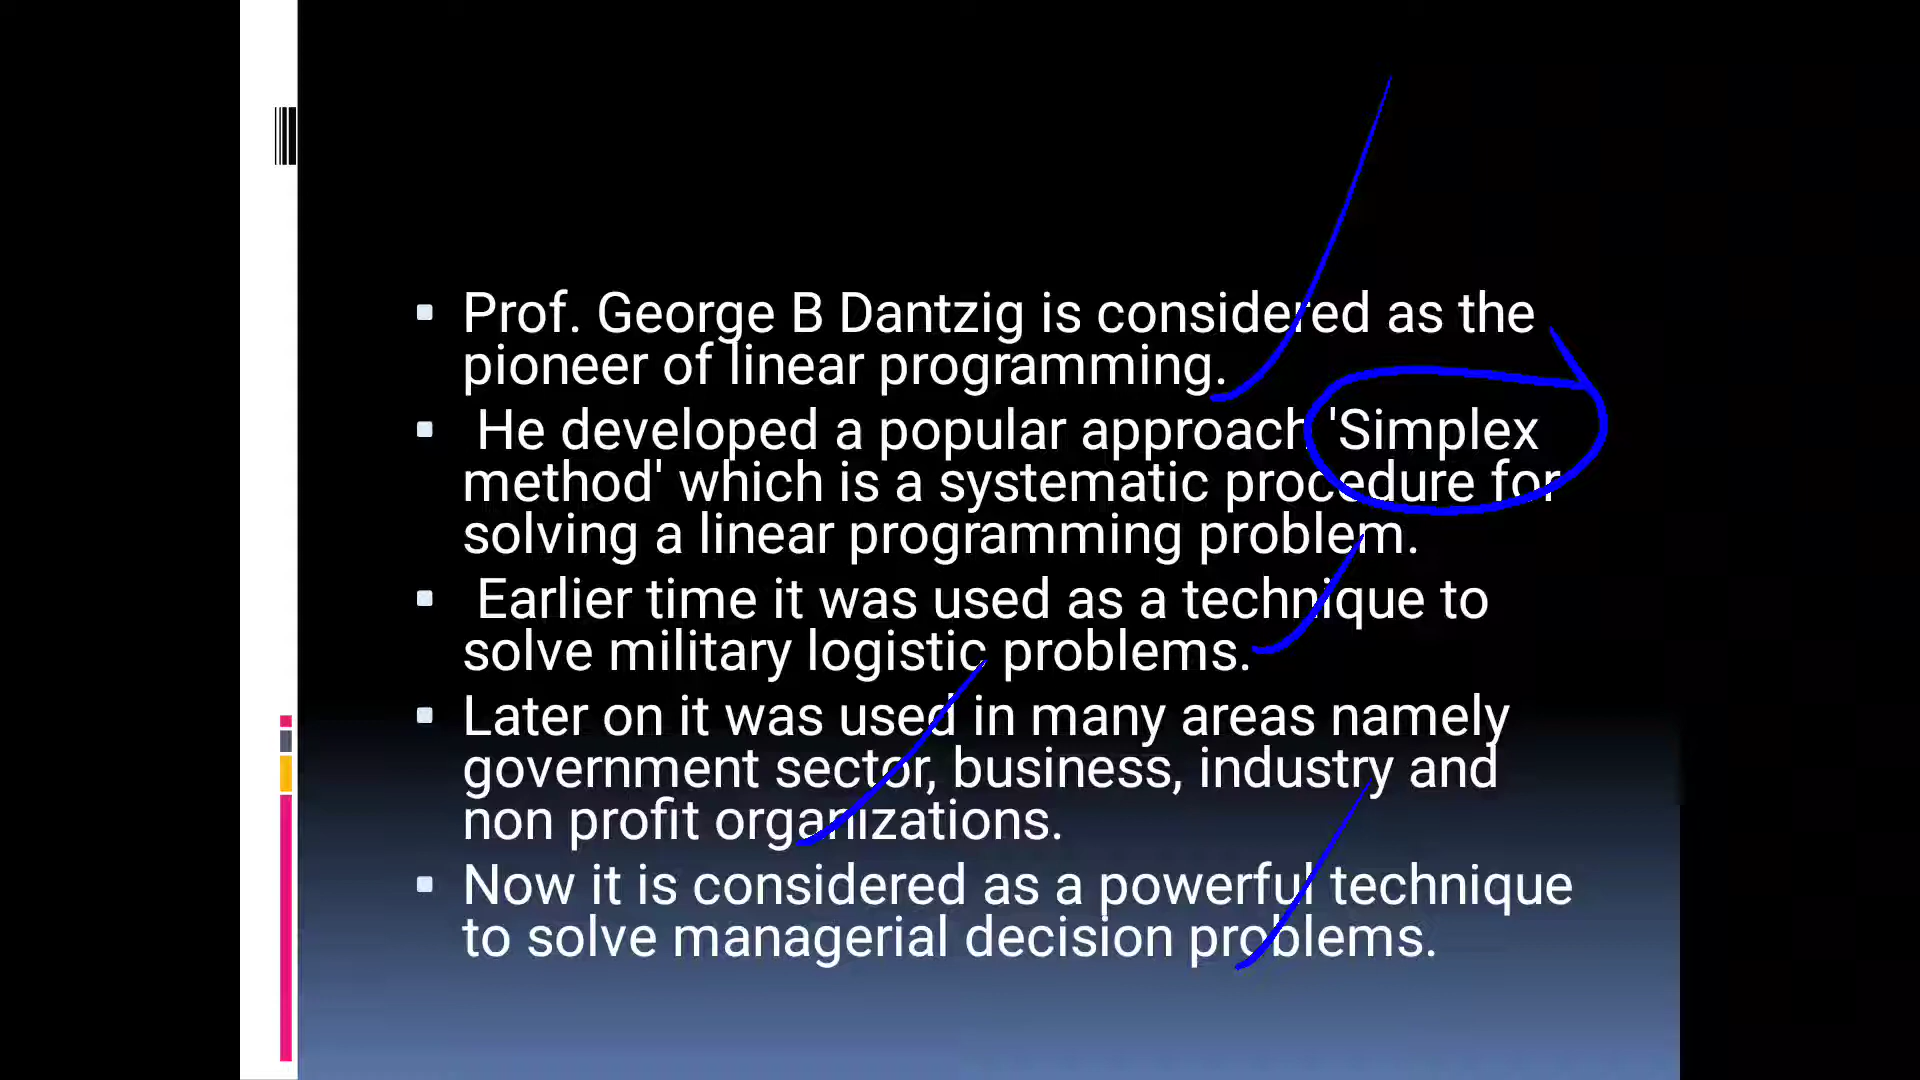 Prof. George B Dantzig is considered as the
pioneer of linear programming.
He developed a popular approach 'Simplex
method' which is a systematic procedure for
solving a linear programming problem.
Earlier time it was used as a technique to
solve military logistic problems.
Later on it was used in many areas namely
government sector, business, industry and
non profit organizations.
Now it is considered as a powerful technique
to solve managerial decision problems.